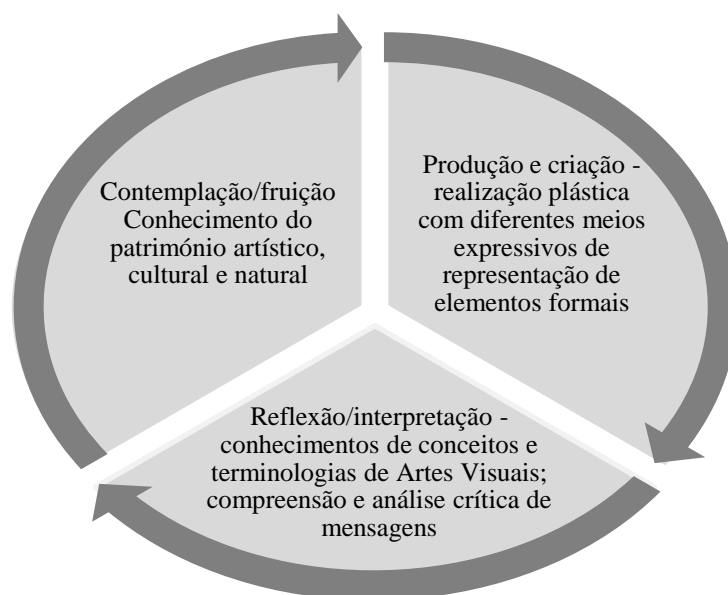 Contemplação/fruição
Conhecimento do
património artístico,
cultural e natural
Produção e criação -
realização plástica
com diferentes meios
expressivos de
representação de
elementos formais
Reflexão/interpretação -
conhecimentos de conceitos e
terminologias de Artes Visuais;
compreensão e análise crítica de
mensagens